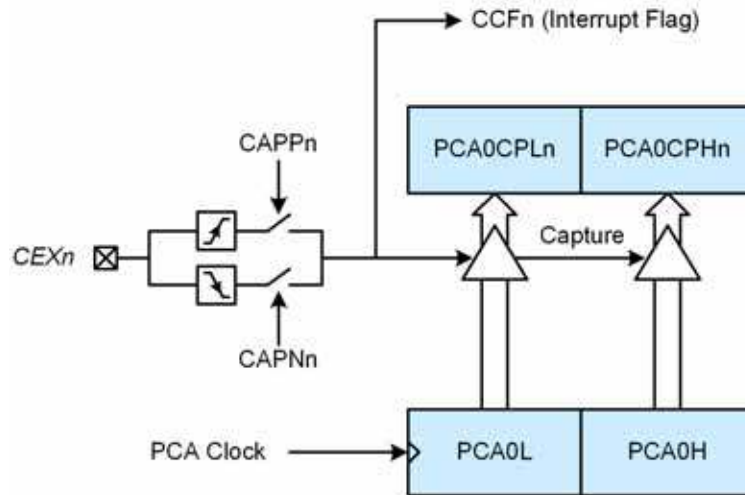 CCFn (Interrupt Flag)
PCA0CPLn
PCA0CPHn
CAPPn
Capture
CEXn
CAPNn
PCA Clock
PCA0L
PCA0H